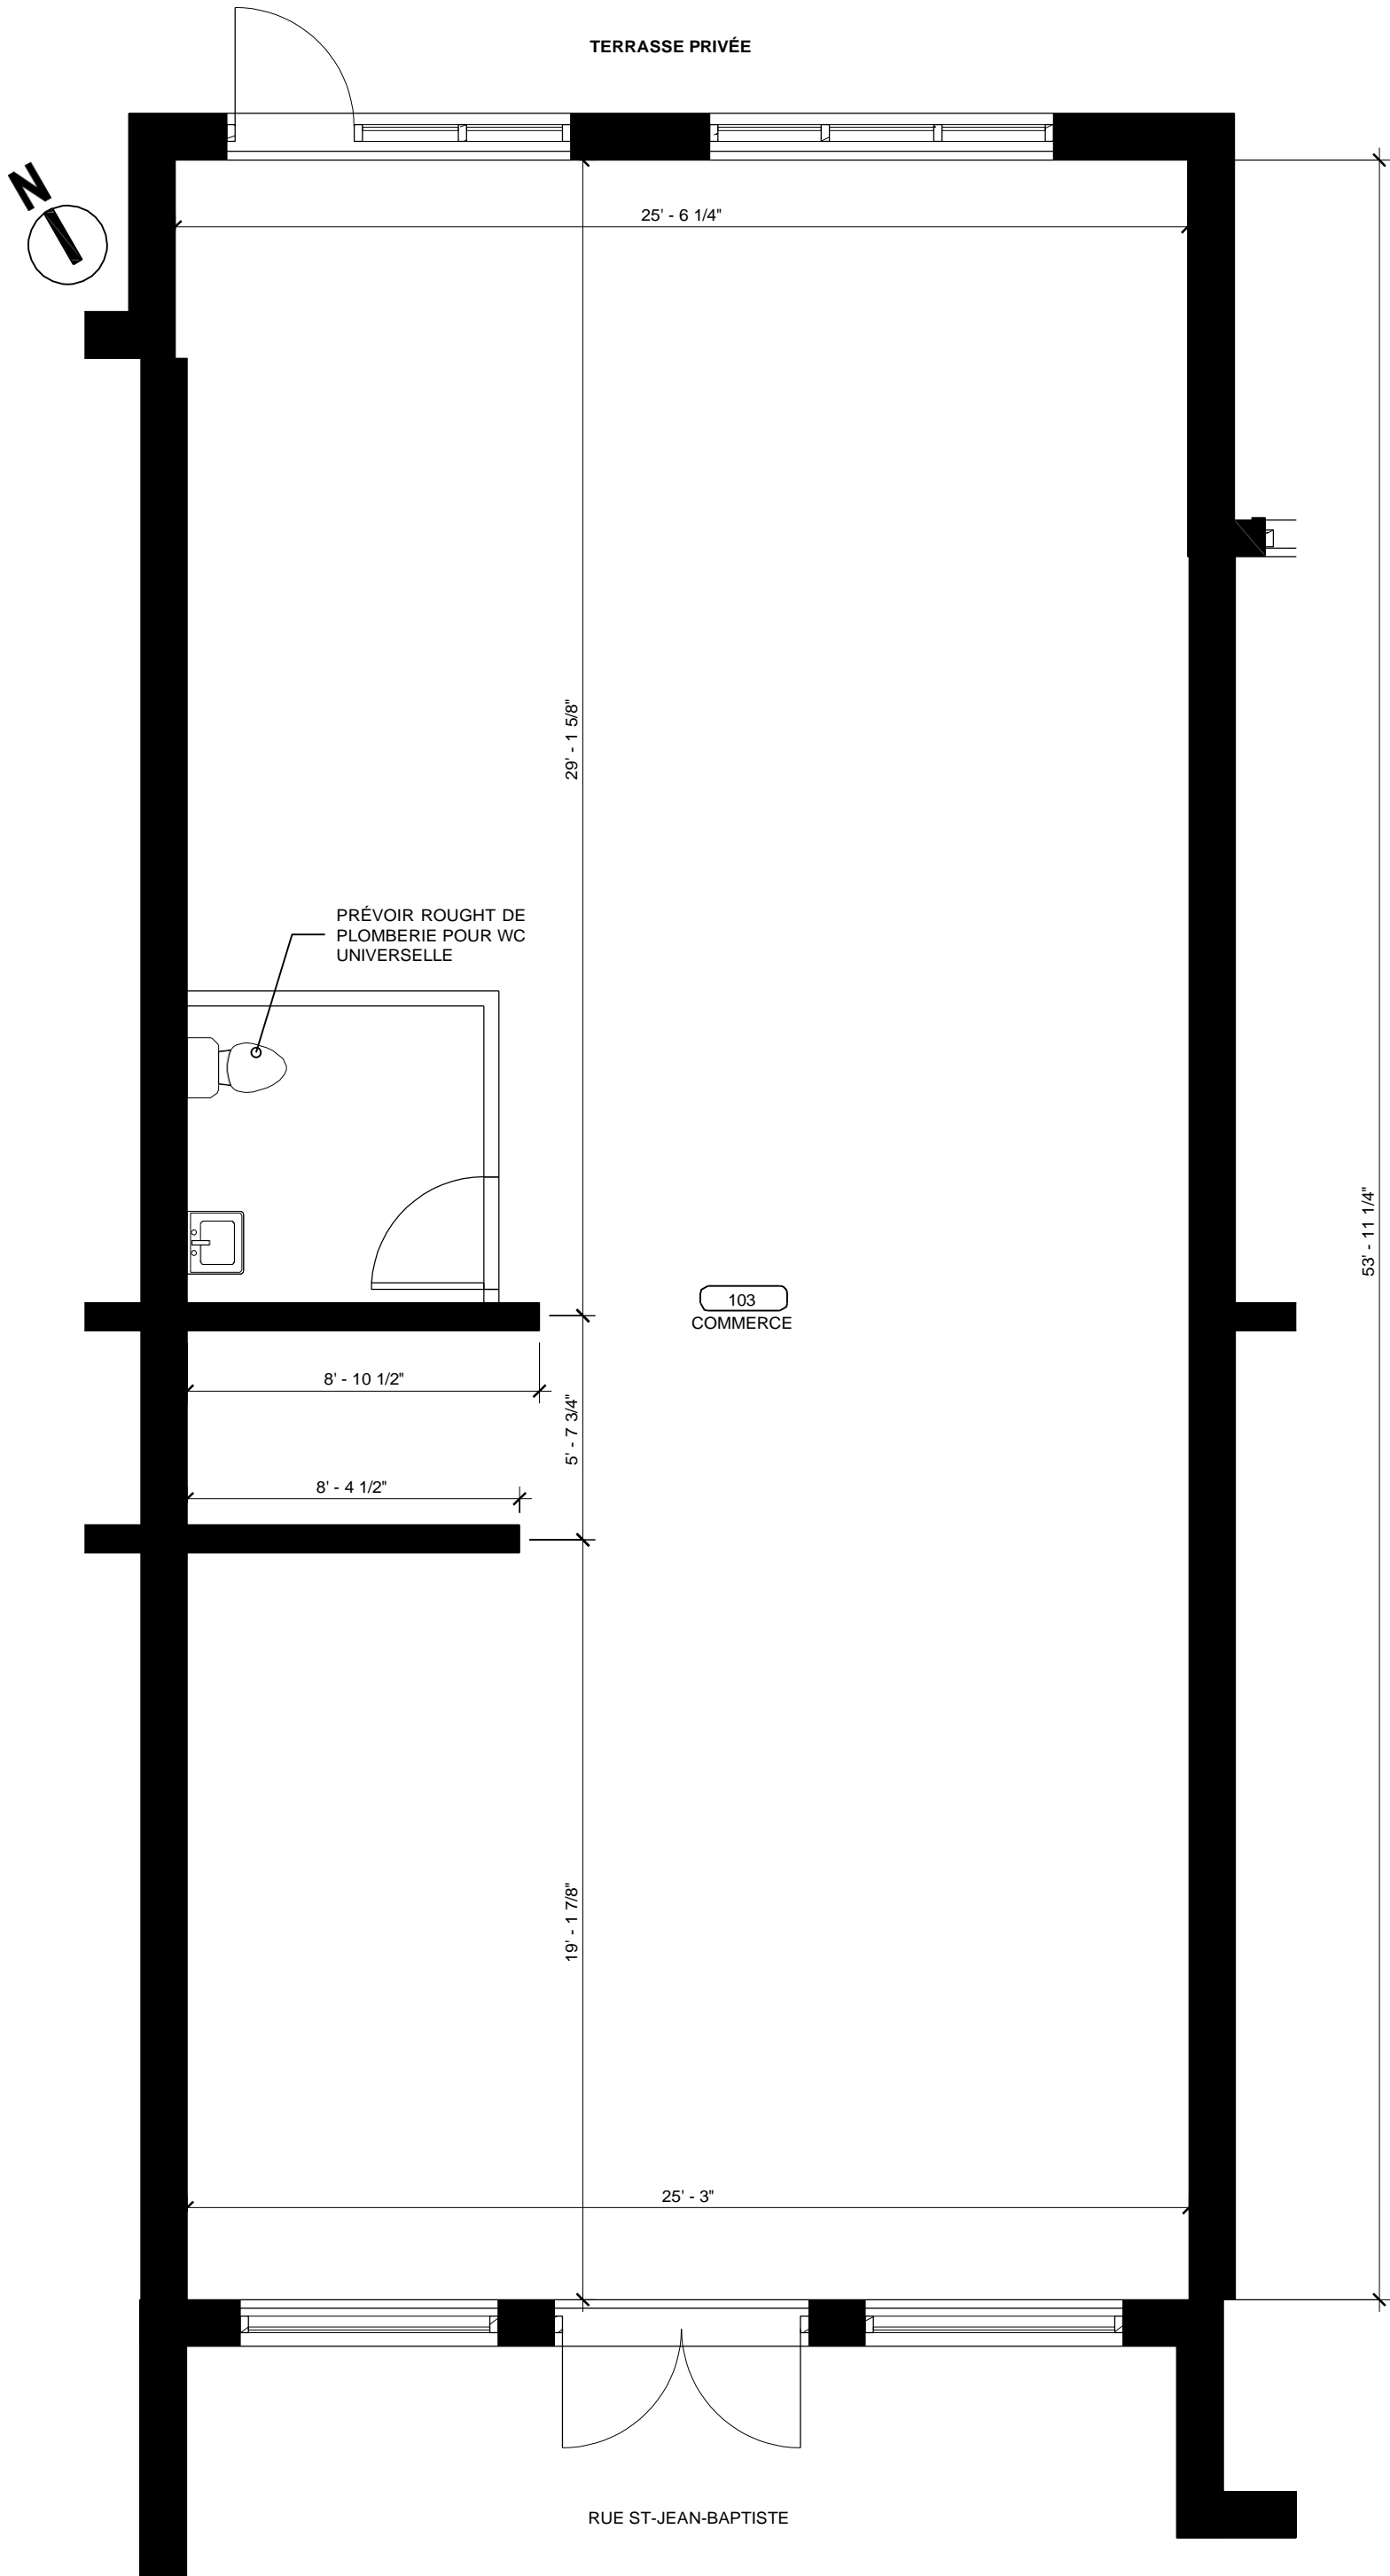 TERRASSE PRIVÉE
N
25' - 6 1/4"
29' - 1 5/8"
PRÉVOIR ROUGHT DE
PLOMBERIE POUR WC
UNIVERSELLE
53' - 11 1/4"
103
COMMERCE
8' - 10 1/2"
5' - 7 3/4"
8' - 4 1/2"
19' - 1 7/8"
25' - 3"
RUE ST-JEAN-BAPTISTE